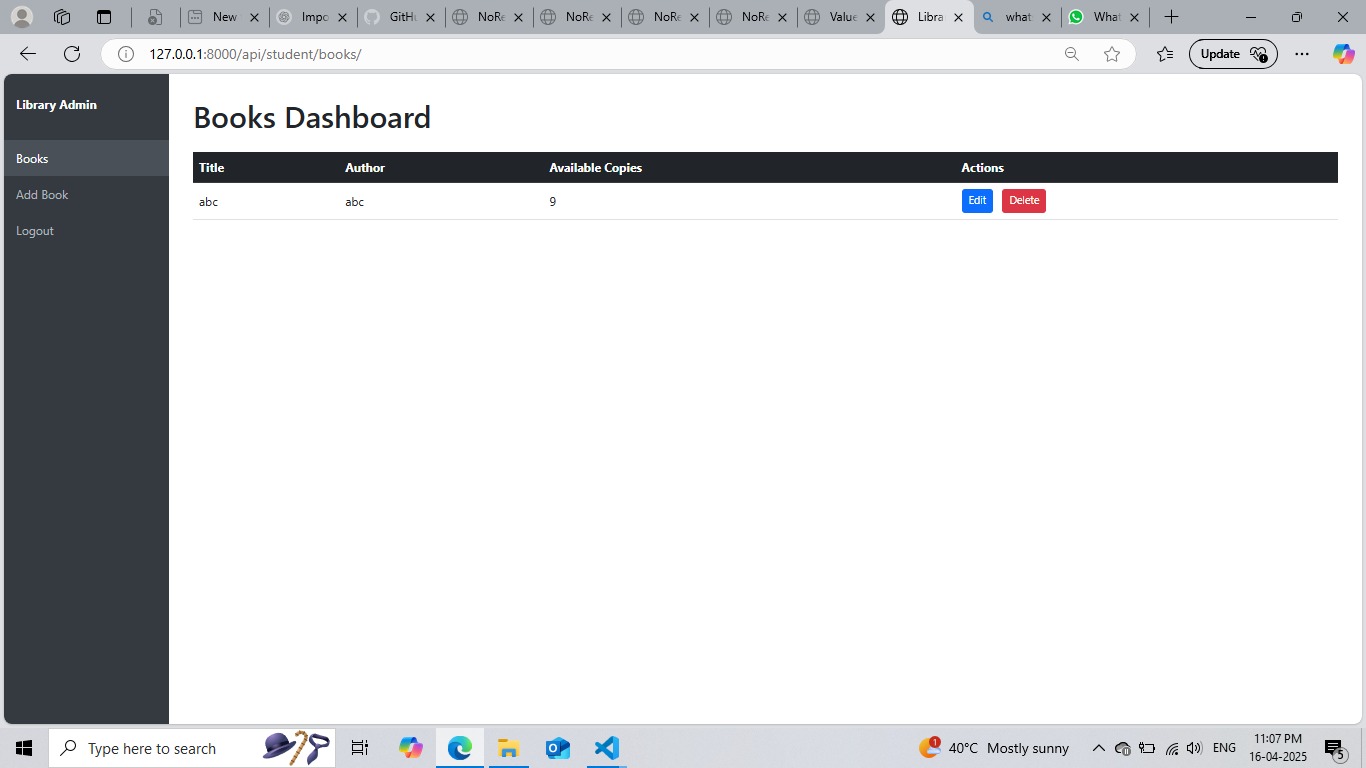 New
Impo
GitHu
NoRe
NoRe
NoRe
NoRe
Value
Libra
what
What
127.0.0.1:8000/api/student/books/
Update
Library Admin
Books
Add Book
Logout
Books Dashboard
Title Author Available Copies Actions
abc abc 9 Edit Delete
Type here to search
1
40°C Mostly sunny
ENG
11:07 PM
16-04-2025
5